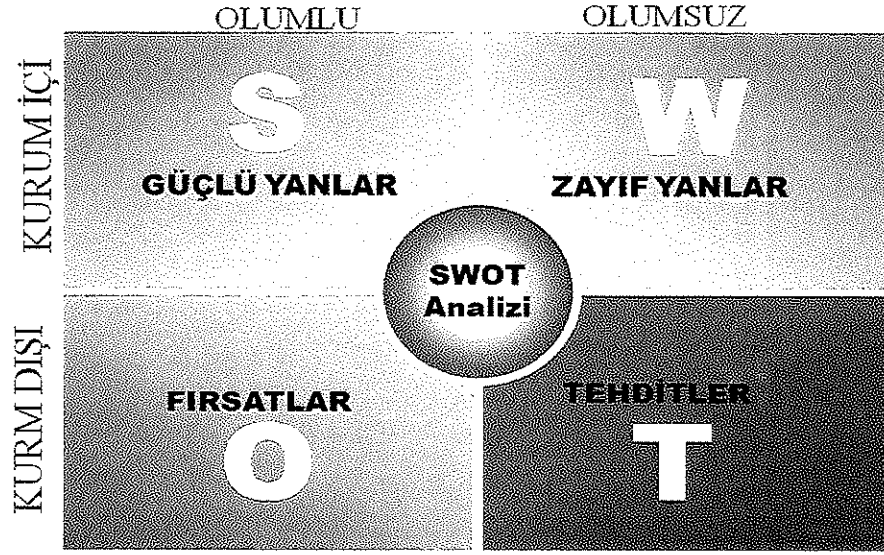 OLUMLU
OLUMSUZ
KURUM İÇİ
S
GÜÇLÜ YANLAR
W
ZAYIF YANLAR
SWOT
Analizi
KURM DIŞI
FIRSATLAR
O
TEHDİTLER
T